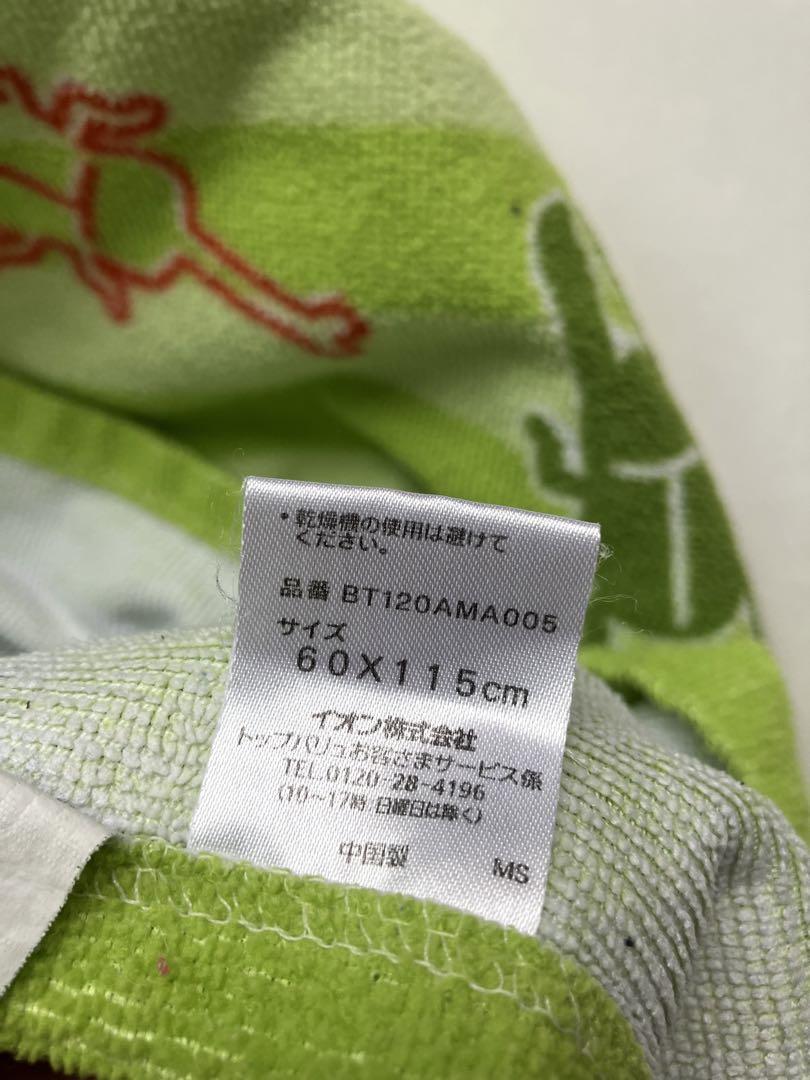 ・乾燥機の使用は避けて
ください。
品番 BT120AMA005
サイズ
60X115cm
イオン株式会社
トップバリュお客さまサービス係
TEL.0120-28-4196
(10〜17時 日曜日は除く)
中国製 MS